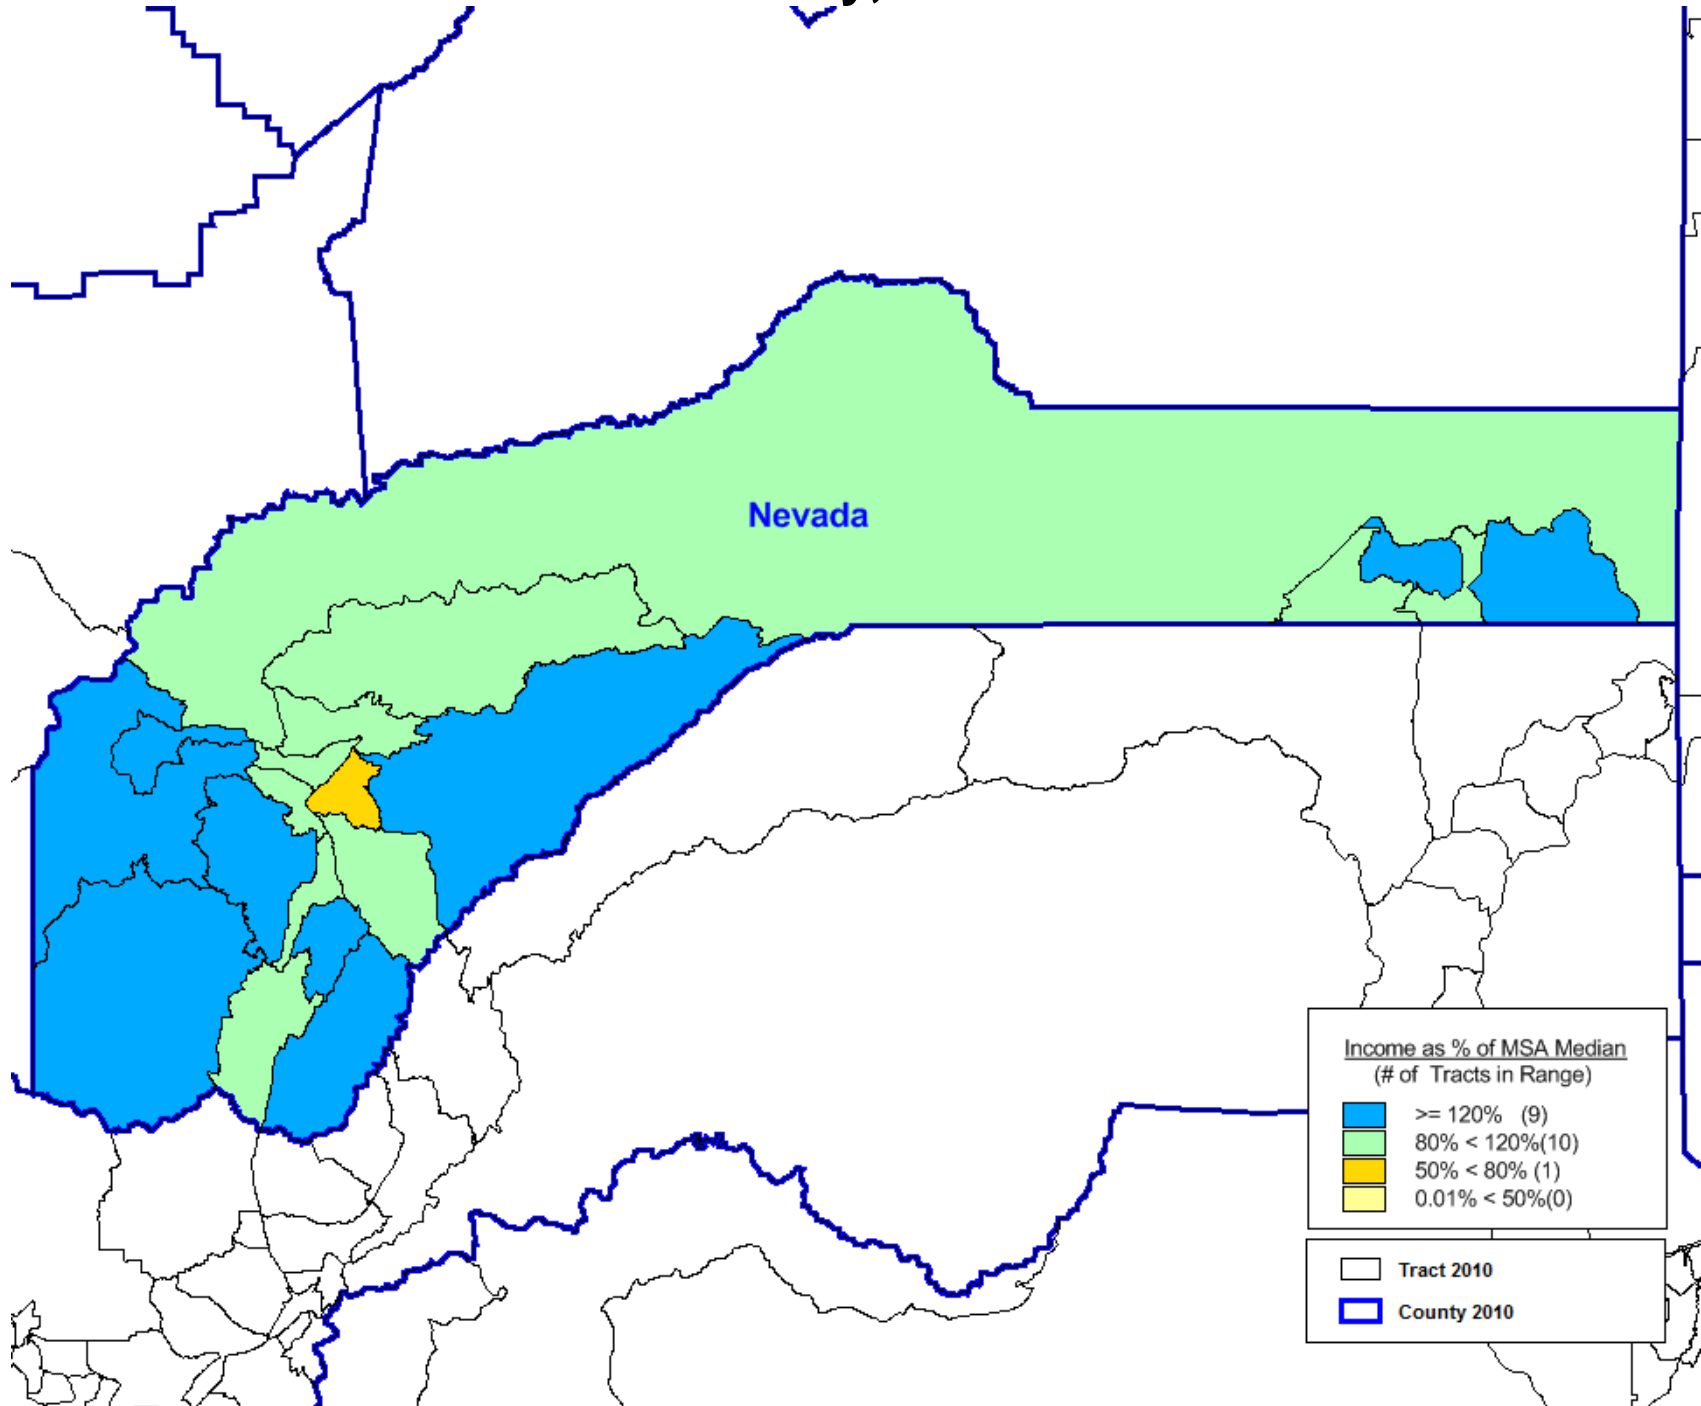 Nevada
Income as % of MSA Median
(# of Tracts in Range)
>= 120% (9)
80% < 120%(10)
50% < 80% (1)
0.01% < 50%(0)
Tract 2010
County 2010